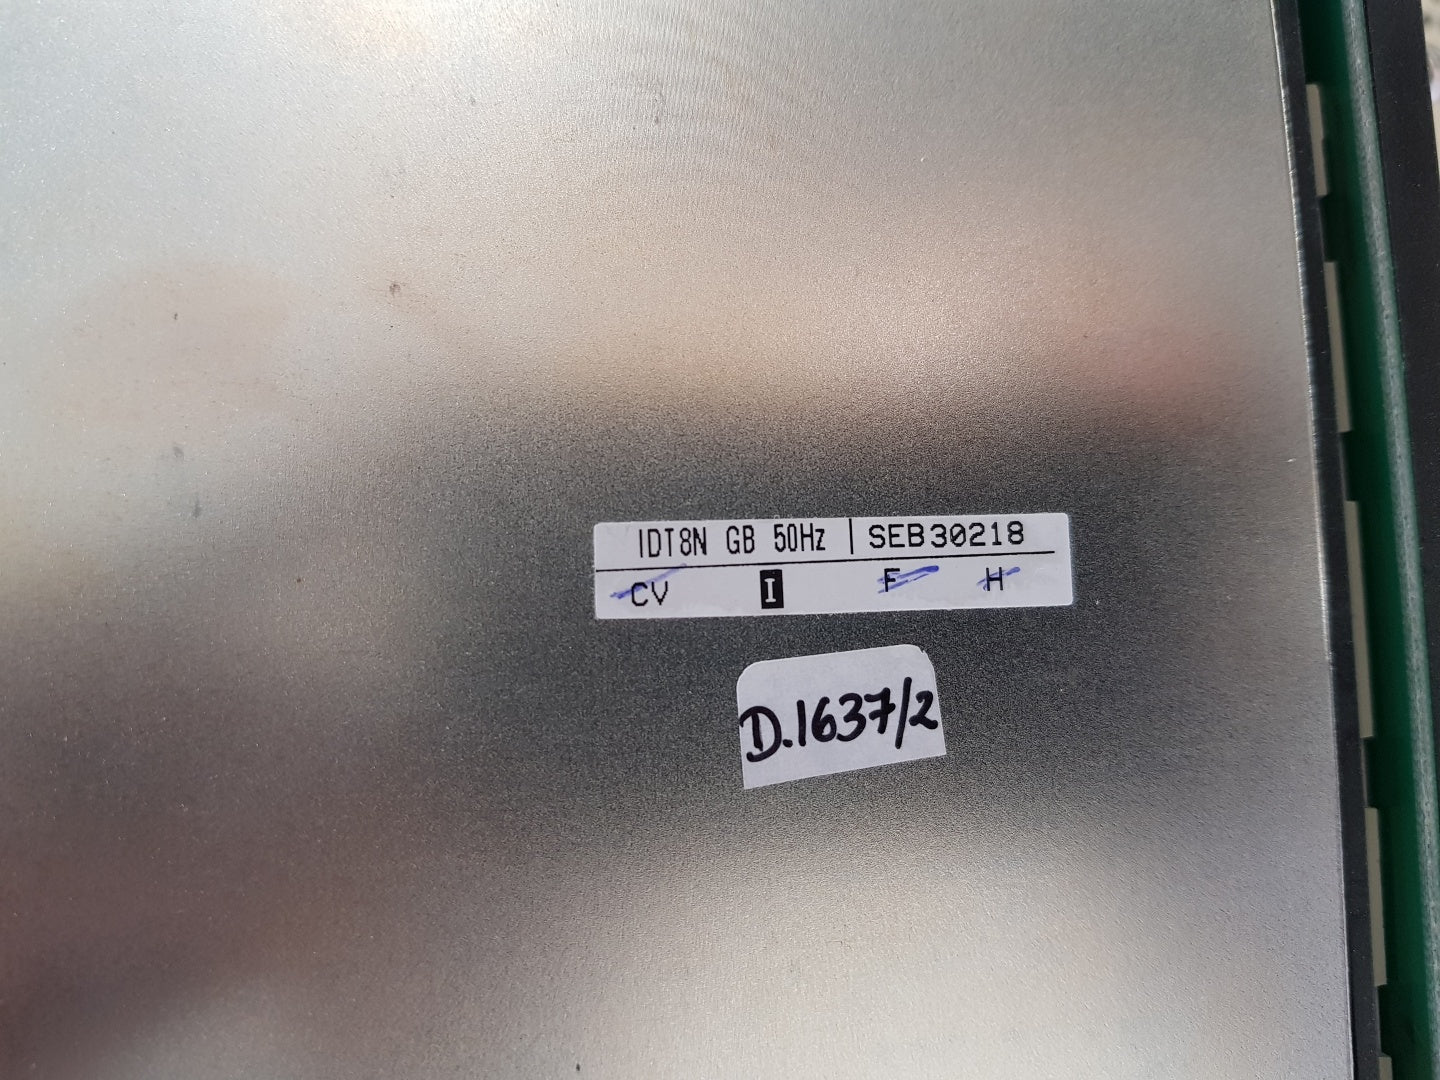 IDT8N GB 50Hz | SEB30218
CV I F H
D.1637/2